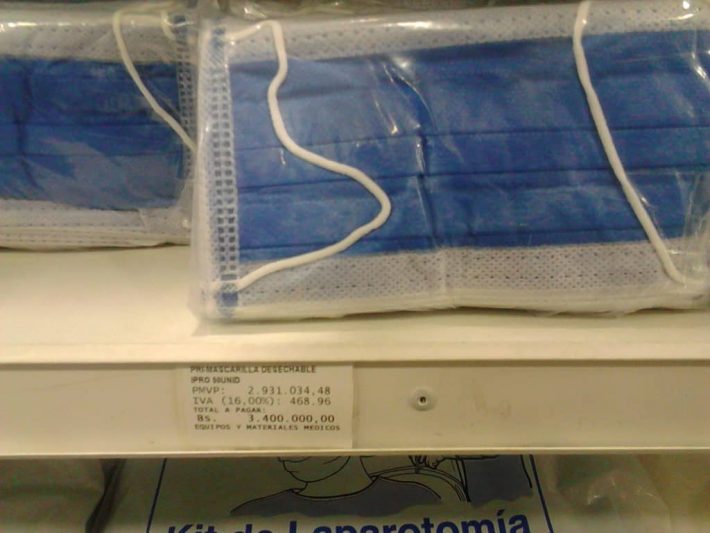 PRI-MASCARILLA DESECHABLE
IPRO 50UNID
PMVP: 2.931.034,48
IVA (16,00%): 468.96
TOTAL A PAGAR:
Bs. 3.400.000,00
EQUIPOS Y MATERIALES MEDICOS
Kit de Laparotomía